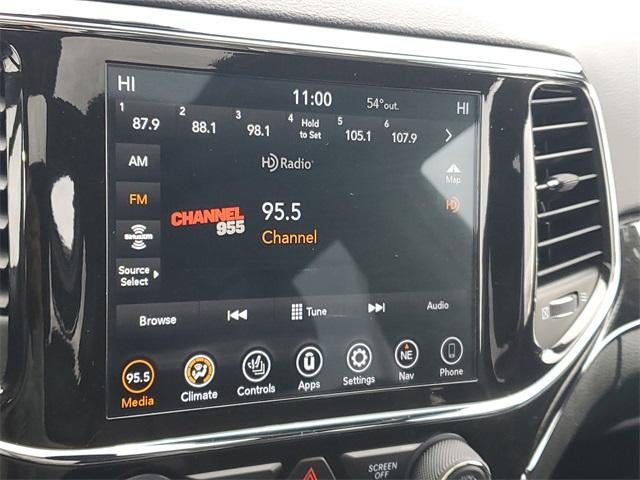 HI 11:00 54°out. HI
1 87.9 2 88.1 3 98.1 4 Hold to Set 5 105.1 6 107.9
AM
HD Radio
Map
FM
CHANNEL 955
95.5
HD
Channel
siriusxm
Source Select
Browse Tune Audio
95.5 U NE
Media Climate Controls Apps Settings Nav Phone
SCREEN OFF